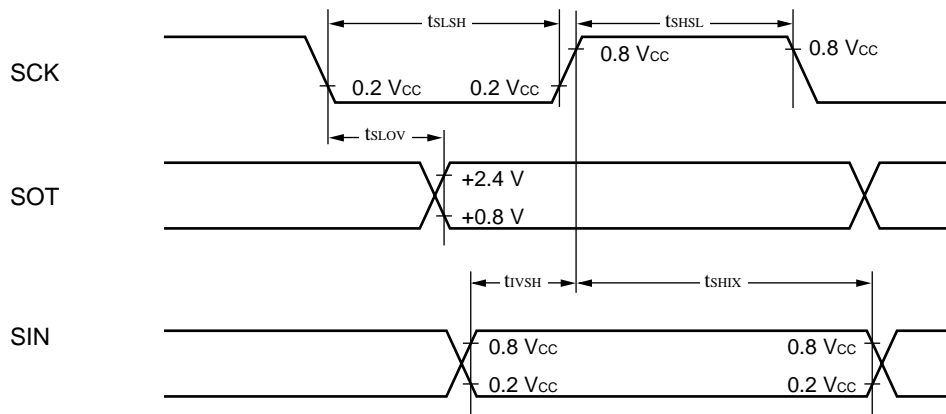 tSLSH tSHSL
SCK
0.8 VCC 0.8 VCC
0.2 VCC 0.2 VCC
tSLOV
SOT
+2.4 V
+0.8 V
tIVSH tSHIX
SIN
0.8 VCC 0.8 VCC
0.2 VCC 0.2 VCC